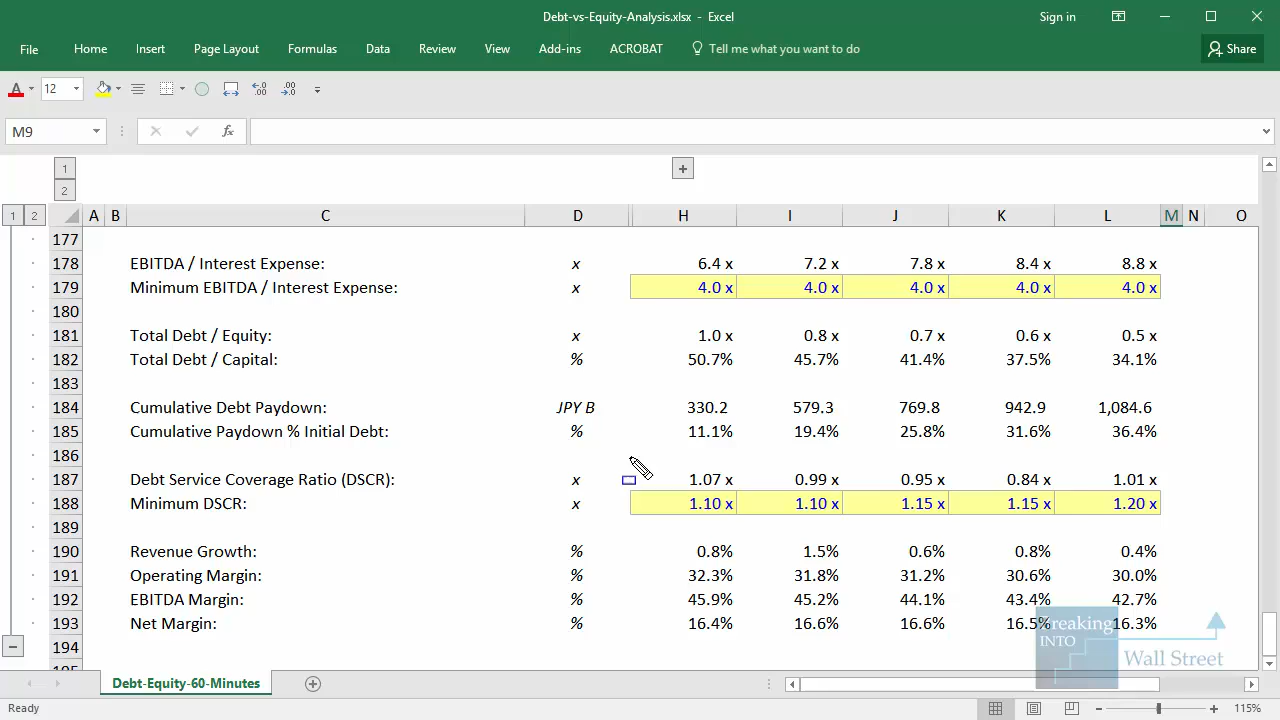 Debt-vs-Equity-Analysis.xlsx - Excel
Sign in
File Home Insert Page Layout Formulas Data Review View Add-ins ACROBAT Tell me what you want to do Share
A 12 .00 .00
M9 fx
1
2
1 2 A B C D H I J K L M N O
177
178 EBITDA / Interest Expense: x 6.4 x 7.2 x 7.8 x 8.4 x 8.8 x
179 Minimum EBITDA / Interest Expense: x 4.0 x 4.0 x 4.0 x 4.0 x 4.0 x
180
181 Total Debt / Equity: x 1.0 x 0.8 x 0.7 x 0.6 x 0.5 x
182 Total Debt / Capital: % 50.7% 45.7% 41.4% 37.5% 34.1%
183
184 Cumulative Debt Paydown: JPY B 330.2 579.3 769.8 942.9 1,084.6
185 Cumulative Paydown % Initial Debt: % 11.1% 19.4% 25.8% 31.6% 36.4%
186
187 Debt Service Coverage Ratio (DSCR): x 1.07 x 0.99 x 0.95 x 0.84 x 1.01 x
188 Minimum DSCR: x 1.10 x 1.10 x 1.15 x 1.15 x 1.20 x
189
190 Revenue Growth: % 0.8% 1.5% 0.6% 0.8% 0.4%
191 Operating Margin: % 32.3% 31.8% 31.2% 30.6% 30.0%
192 EBITDA Margin: % 45.9% 45.2% 44.1% 43.4% 42.7%
193 Net Margin: % 16.4% 16.6% 16.6% 16.5% 16.3%
194
Breaking
INTO
Wall Street
195
Debt-Equity-60-Minutes
Ready 115%